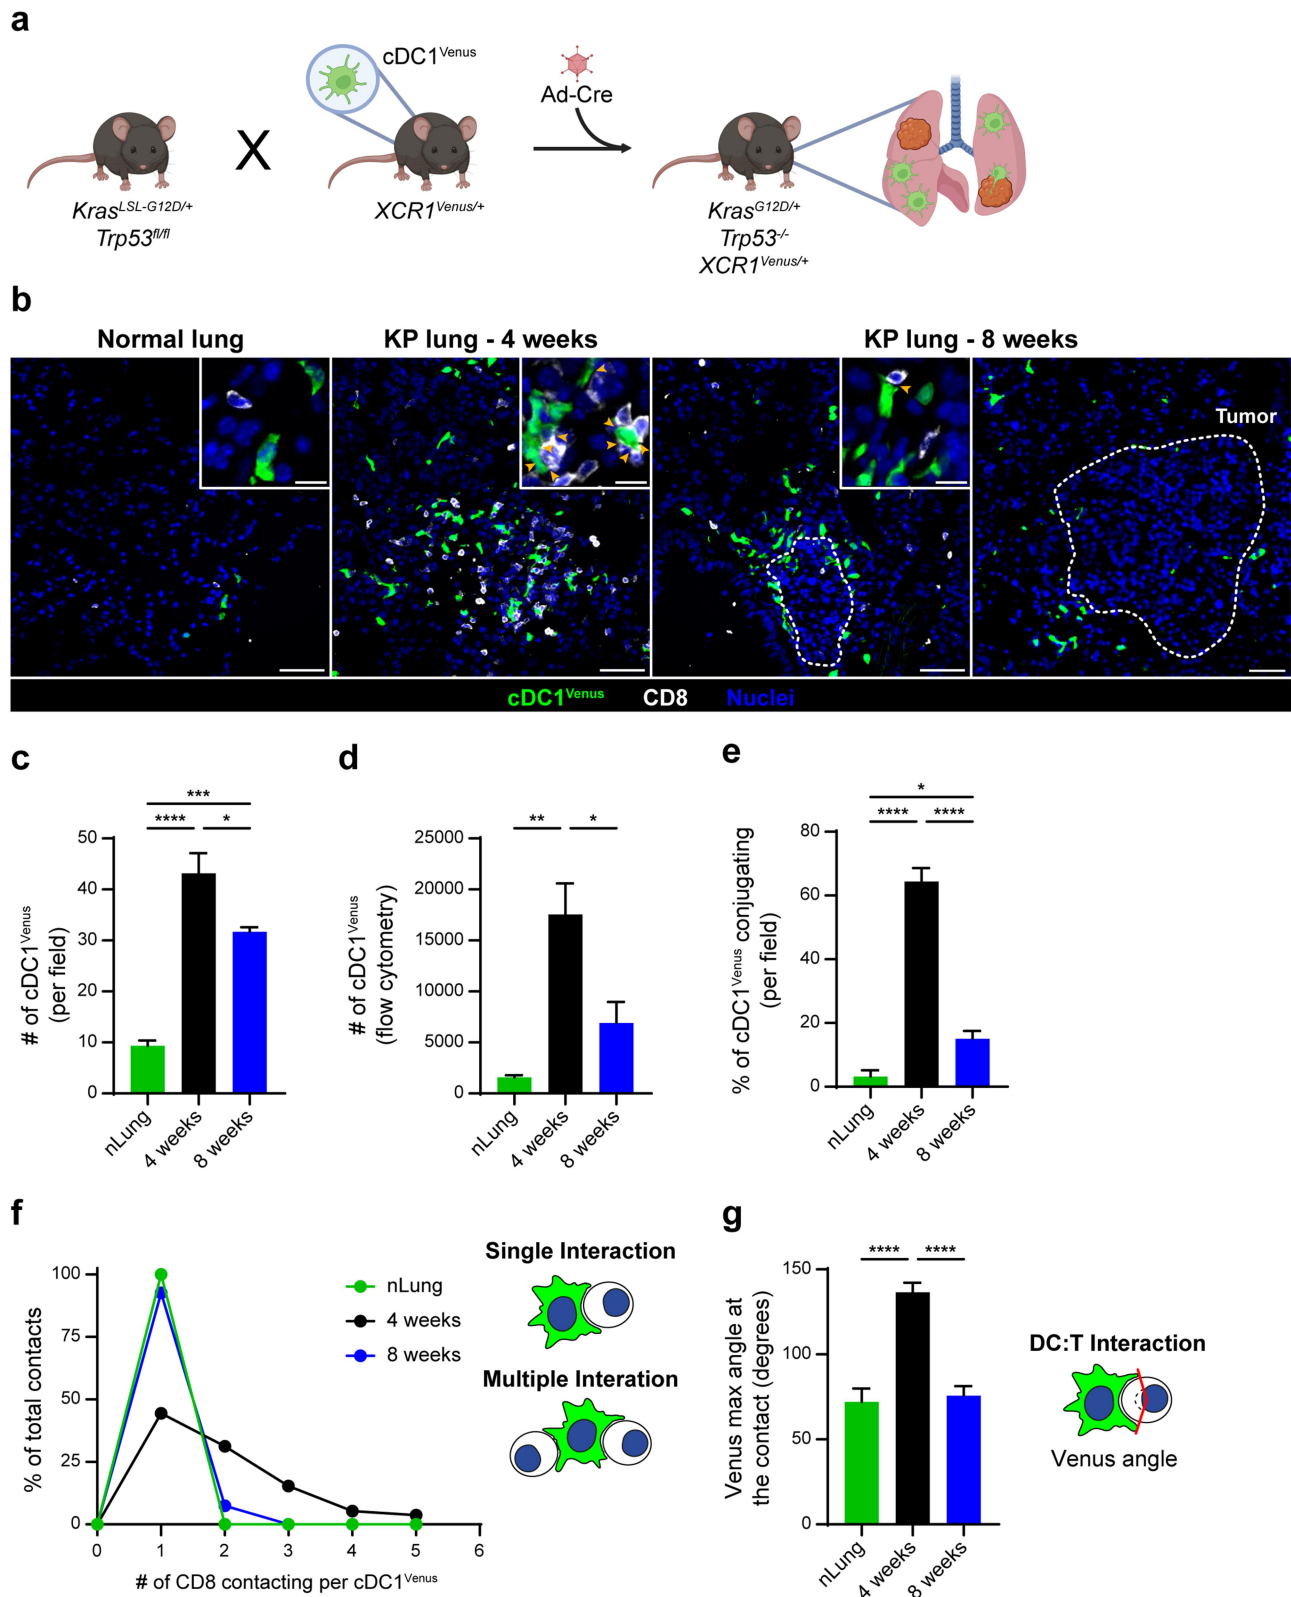 a
cDC1Venus
Ad-Cre
X
KrasLSL-G12D/+
Trp53fl/fl
XCR1Venus/+
KrasG12D/+
Trp53-/-
XCR1Venus/+
b
Normal lung
KP lung - 4 weeks
KP lung - 8 weeks
Tumor
cDC1Venus CD8 Nuclei
c
***
**** *
# of cDC1Venus
(per field)
50
40
30
20
10
0
nLung
4 weeks
8 weeks
d
** *
# of cDC1Venus
(flow cytometry)
25000
20000
15000
10000
5000
0
nLung
4 weeks
8 weeks
e
*
**** ****
% of cDC1Venus conjugating
(per field)
80
60
40
20
0
nLung
4 weeks
8 weeks
f
% of total contacts
100
75
50
25
0
0 1 2 3 4 5 6
# of CD8 contacting per cDC1Venus
nLung
4 weeks
8 weeks
Single Interaction
Multiple Interation
g
**** ****
Venus max angle at
the contact (degrees)
150
100
50
0
nLung
4 weeks
8 weeks
DC:T Interaction
Venus angle